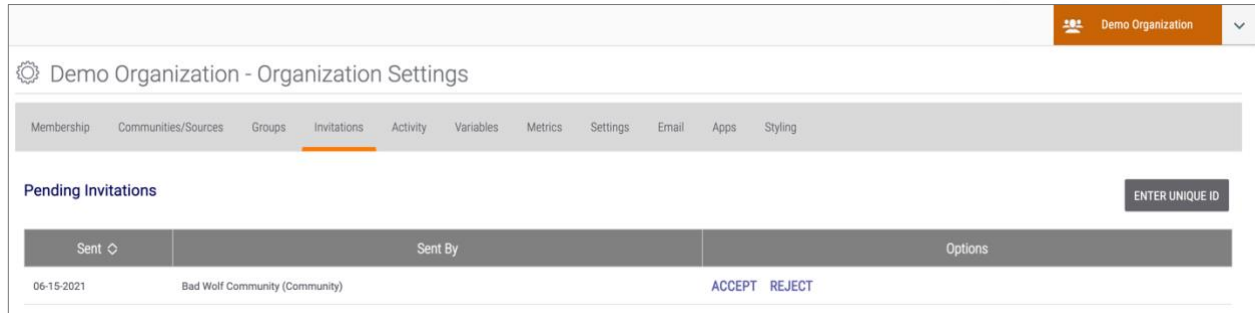 Demo Organization
Demo Organization - Organization Settings
Membership Communities/Sources Groups Invitations Activity Variables Metrics Settings Email Apps Styling
Pending Invitations
ENTER UNIQUE ID
Sent Sent By Options
06-15-2021 Bad Wolf Community (Community) ACCEPT REJECT